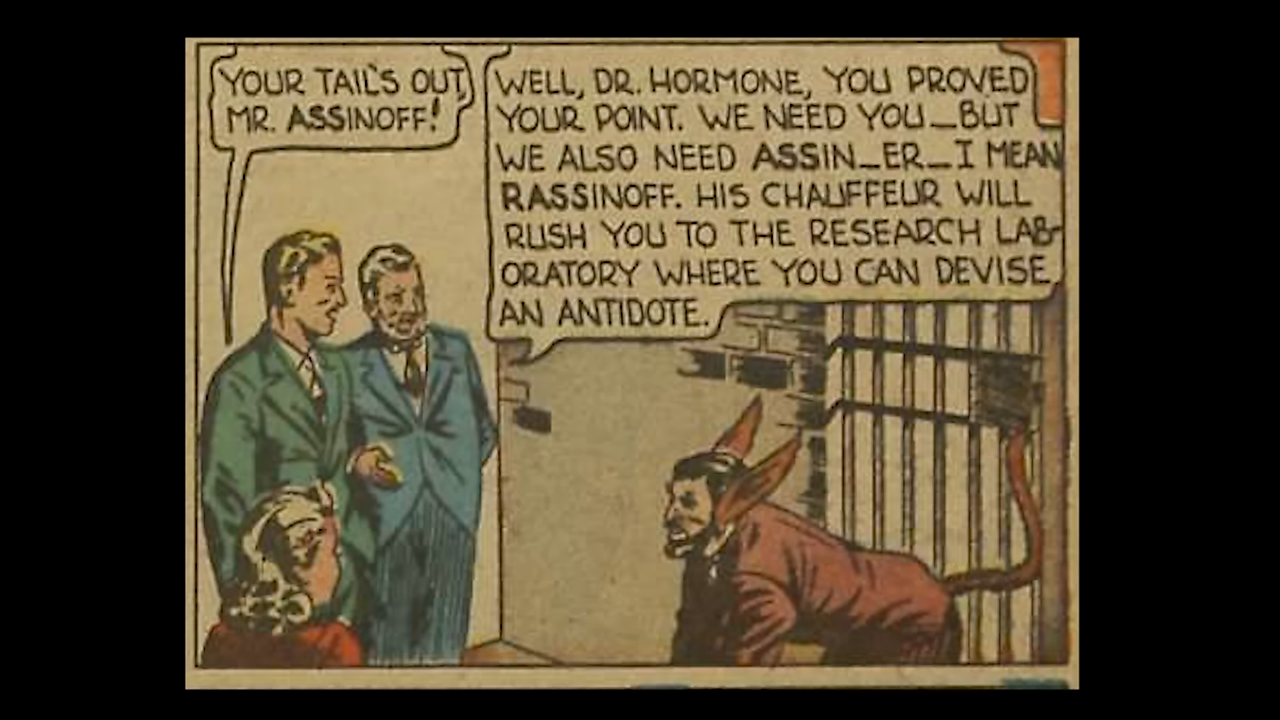 YOUR TAIL'S OUT,
MR. ASSINOFF!
WELL, DR. HORMONE, YOU PROVED
YOUR POINT. WE NEED YOU_BUT
WE ALSO NEED ASSIN_ER_I MEAN
RASSINOFF. HIS CHAUFFEUR WILL
RUSH YOU TO THE RESEARCH LAB-
ORATORY WHERE YOU CAN DEVISE
AN ANTIDOTE.